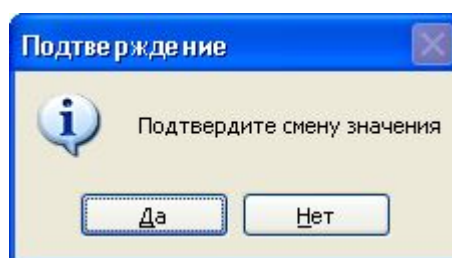 Подтверждение
Подтвердите смену значения
Да
Нет